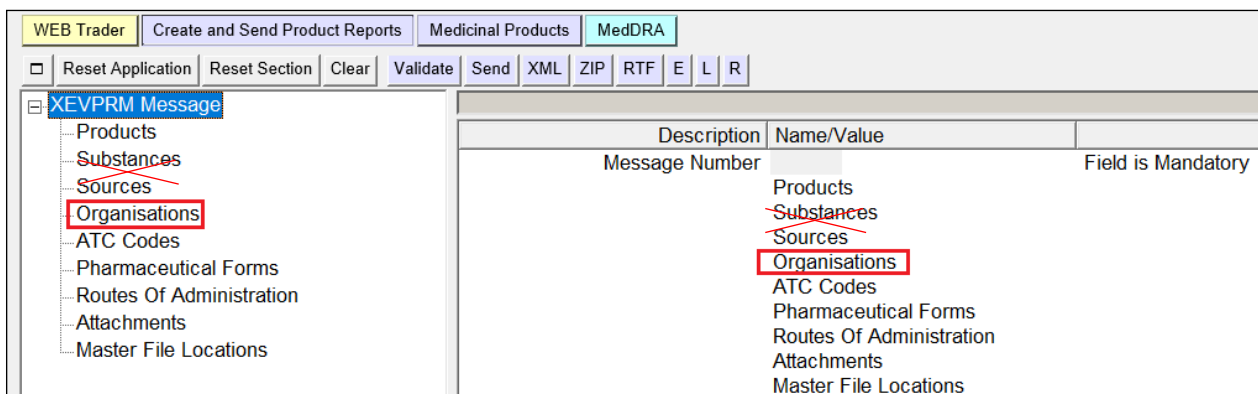 WEB Trader Create and Send Product Reports Medicinal Products MedDRA
Reset Application Reset Section Clear Validate Send XML ZIP RTF E L R
XEVPRM Message
Products
Substances
Sources
Organisations
ATC Codes
Pharmaceutical Forms
Routes Of Administration
Attachments
Master File Locations
Description Name/Value
Message Number Field is Mandatory
Products
Substances
Sources
Organisations
ATC Codes
Pharmaceutical Forms
Routes Of Administration
Attachments
Master File Locations